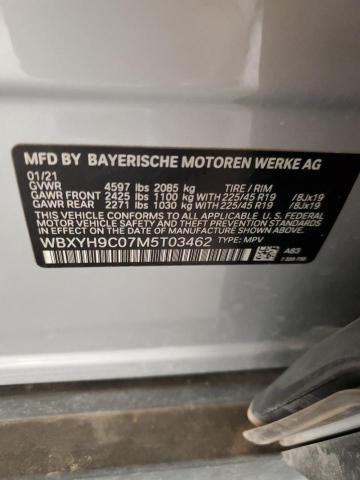 MFD BY BAYERISCHE MOTOREN WERKE AG
01/21
GVWR 4597 lbs 2085 kg TIRE / RIM
GAWR FRONT 2425 lbs 1100 kg WITH 225/45 R19 /8Jx19
GAWR REAR 2271 lbs 1030 kg WITH 225/45 R19 /8Jx19
THIS VEHICLE CONFORMS TO ALL APPLICABLE FEDERAL
MOTOR VEHICLE SAFETY, BUMPER, AND THEFT PREVENTION STANDARDS
IN EFFECT ON THE DATE OF MANUFACTURE SHOWN ABOVE.
WBXYH9C07M5T03462 TYPE: MPV
A83